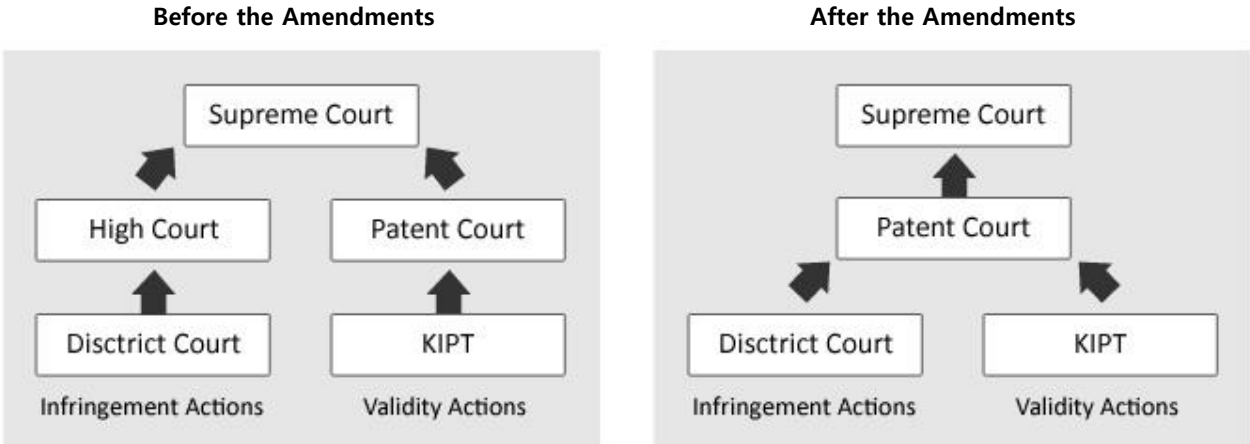 Before the Amendments
Supreme Court
High Court
Patent Court
Disctrict Court
KIPT
Infringement Actions
Validity Actions
After the Amendments
Supreme Court
Patent Court
Disctrict Court
KIPT
Infringement Actions
Validity Actions